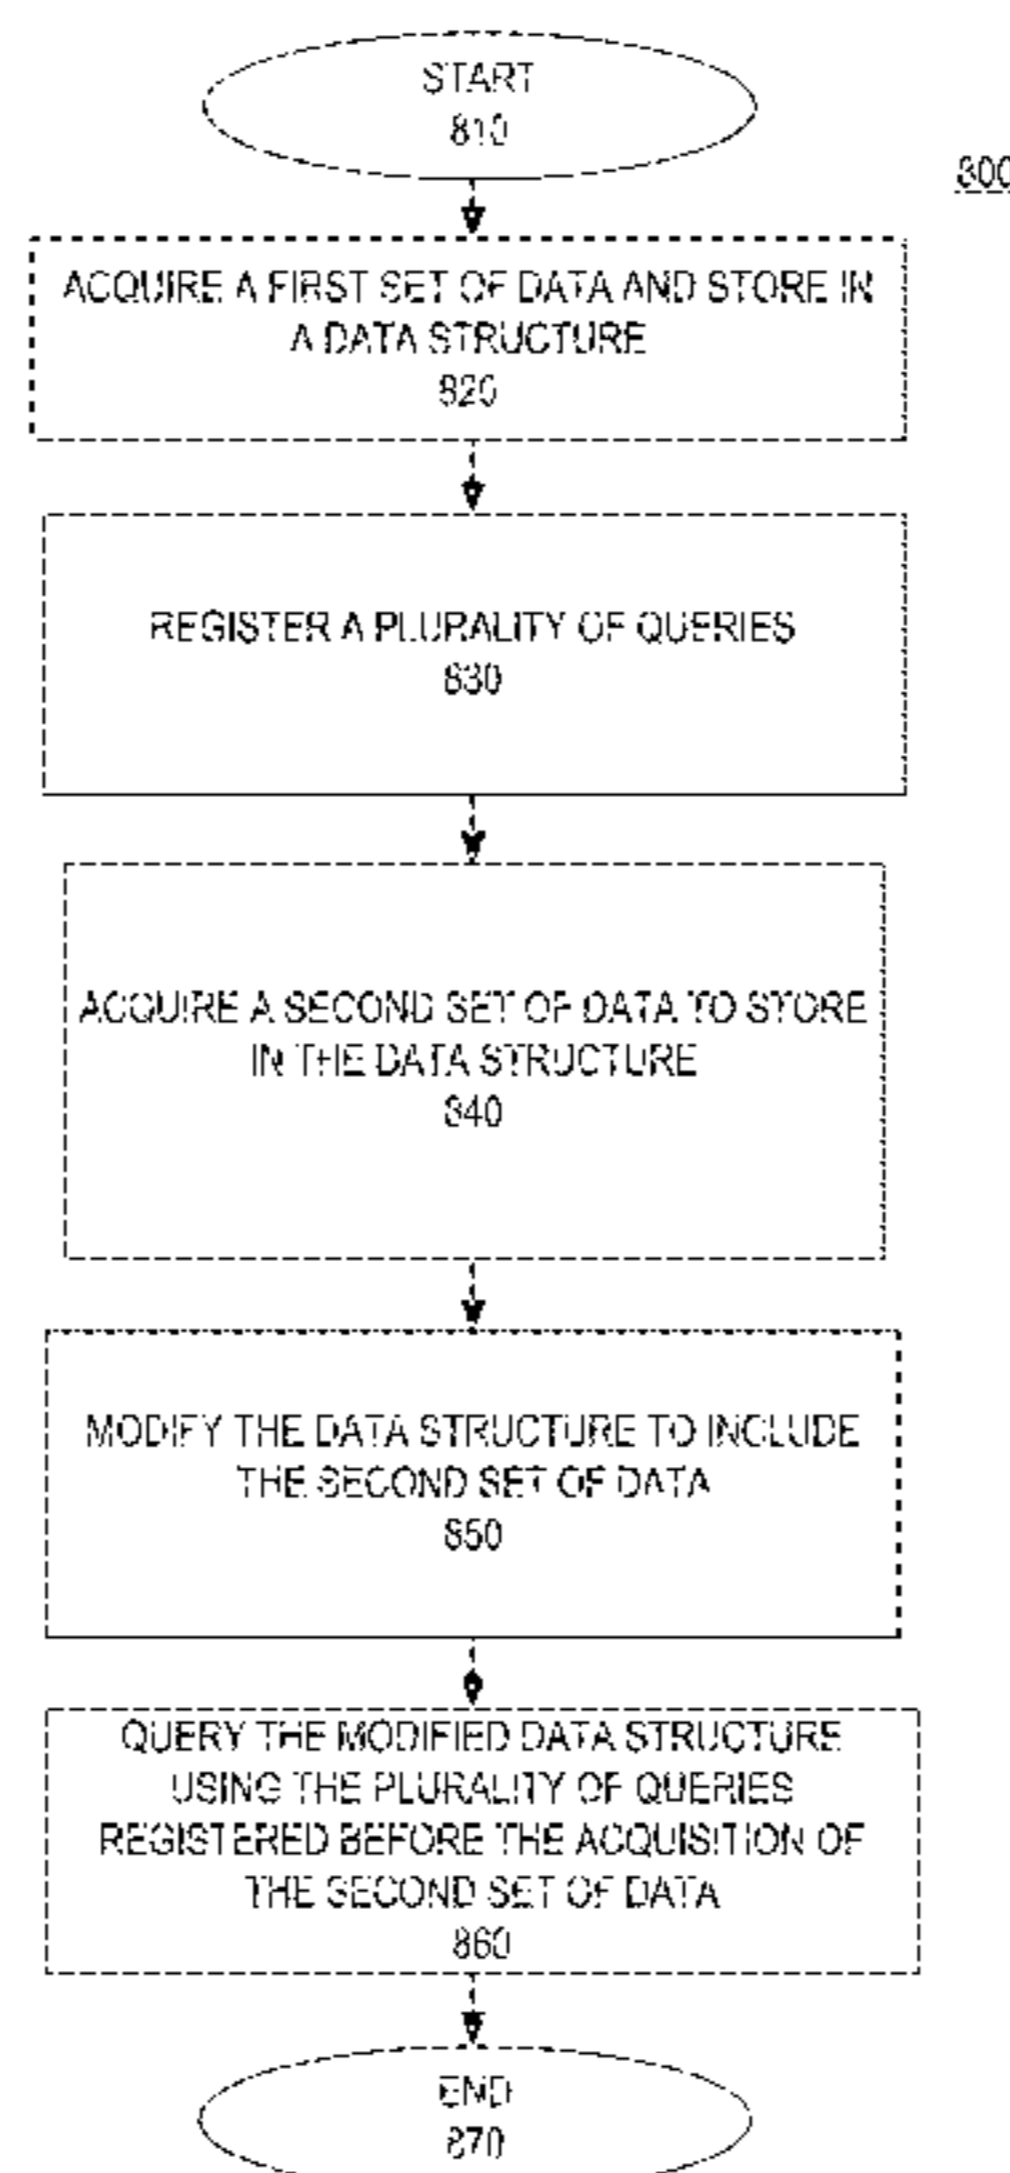 START
810
800
ACQUIRE A FIRST SET OF DATA AND STORE IN
A DATA STRUCTURE
820
REGISTER A PLURALITY OF QUERIES
830
ACQUIRE A SECOND SET OF DATA TO STORE
IN THE DATA STRUCTURE
840
MODIFY THE DATA STRUCTURE TO INCLUDE
THE SECOND SET OF DATA
850
QUERY THE MODIFIED DATA STRUCTURE
USING THE PLURALITY OF QUERIES
REGISTERED BEFORE THE ACQUISITION OF
THE SECOND SET OF DATA
860
END
870